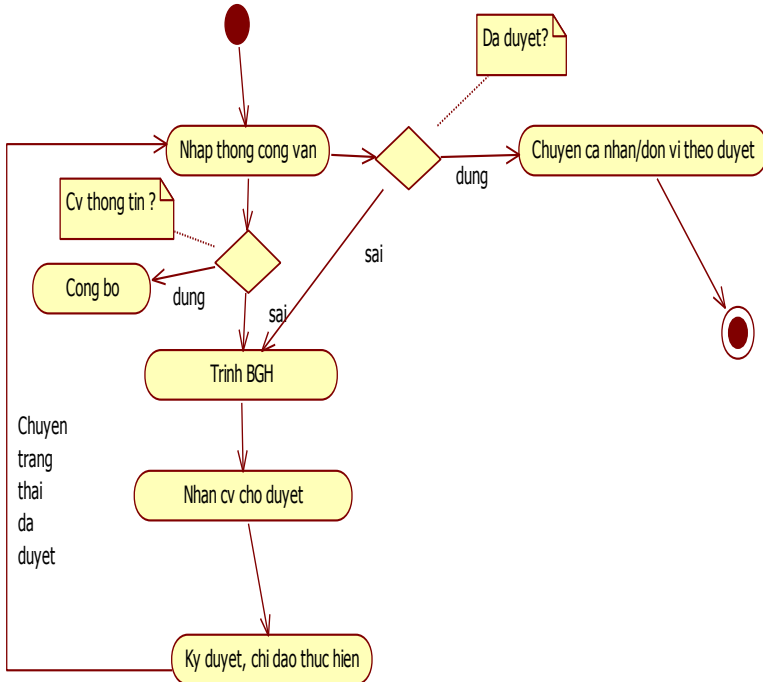 Da duyet?
Nhap thong cong van
Chuyen ca nhan/don vi theo duyet
dung
Cv thong tin ?
sai
Cong bo
dung
sai
Trinh BGH
Chuyen
trang
thai
da
duyet
Nhan cv cho duyet
Ky duyet, chi dao thuc hien